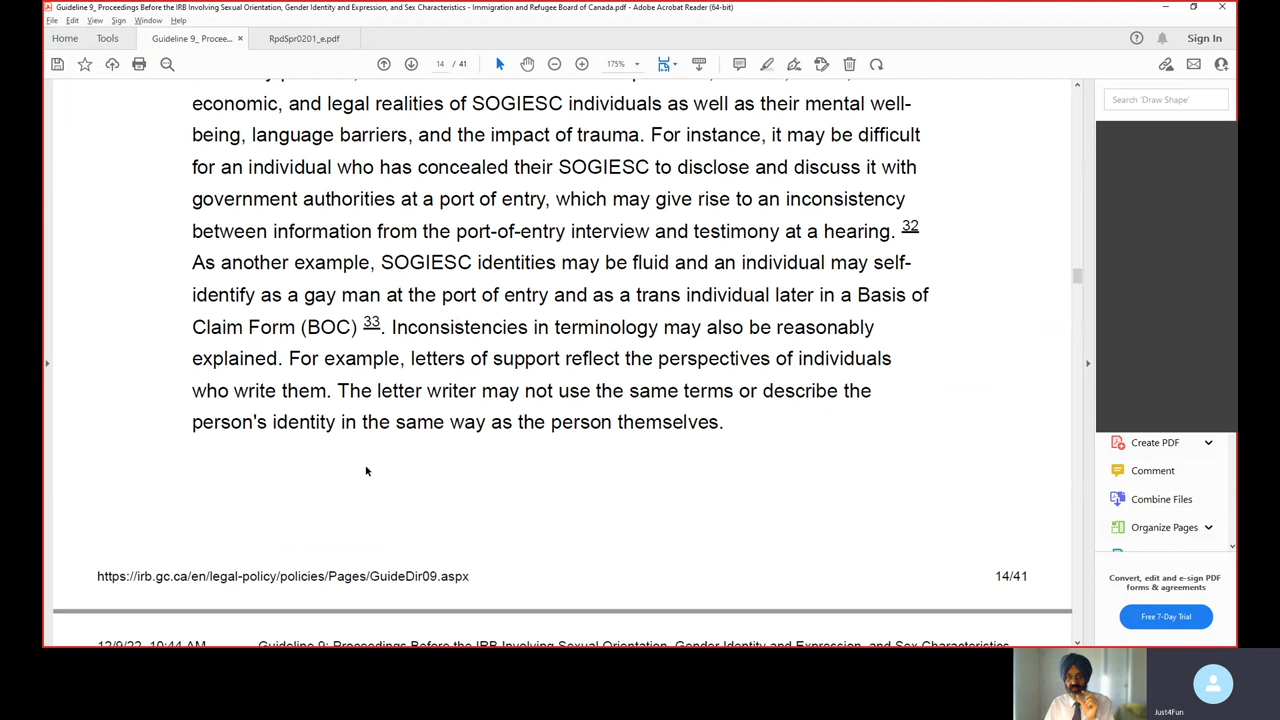 Guideline 9_ Proceedings Before the IRB Involving Sexual Orientation, Gender Identity and Expression, and Sex Characteristics - Immigration and Refugee Board of Canada.pdf - Adobe Acrobat Reader (64-bit)
File Edit View Sign Window Help
Home Tools Guideline 9_ Procee... × RpdSpr0201_e.pdf Sign In
14 / 41 175%
economic, and legal realities of SOGIESC individuals as well as their mental well-
being, language barriers, and the impact of trauma. For instance, it may be difficult
for an individual who has concealed their SOGIESC to disclose and discuss it with
government authorities at a port of entry, which may give rise to an inconsistency
between information from the port-of-entry interview and testimony at a hearing. 32
As another example, SOGIESC identities may be fluid and an individual may self-
identify as a gay man at the port of entry and as a trans individual later in a Basis of
Claim Form (BOC) 33. Inconsistencies in terminology may also be reasonably
explained. For example, letters of support reflect the perspectives of individuals
who write them. The letter writer may not use the same terms or describe the
person's identity in the same way as the person themselves.
https://irb.gc.ca/en/legal-policy/policies/Pages/GuideDir09.aspx 14/41
Guideline 9: Proceedings Before the IRB Involving Sexual Orientation, Gender Identity and Expression, and Sex Characteristics
Search 'Draw Shape'
Create PDF
Comment
Combine Files
Organize Pages
Convert, edit and e-sign PDF
forms & agreements
Free 7-Day Trial
Just4Fun